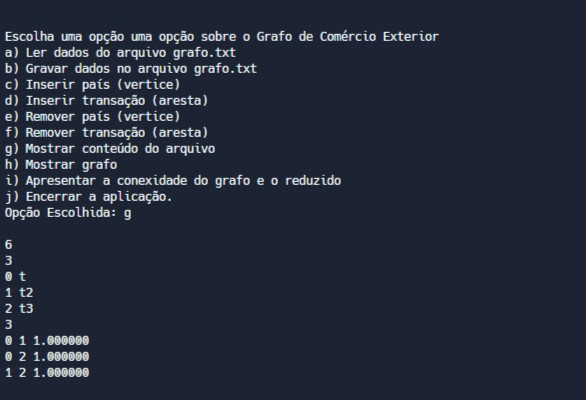 Escolha uma opção uma opção sobre o Grafo de Comércio Exterior
a) Ler dados do arquivo grafo.txt
b) Gravar dados no arquivo grafo.txt
c) Inserir país (vertice)
d) Inserir transação (aresta)
e) Remover país (vertice)
f) Remover transação (aresta)
g) Mostrar conteúdo do arquivo
h) Mostrar grafo
i) Apresentar a conexidade do grafo e o reduzido
j) Encerrar a aplicação.
Opção Escolhida: g
6
3
0 t
1 t2
2 t3
3
0 1 1.000000
0 2 1.000000
1 2 1.000000